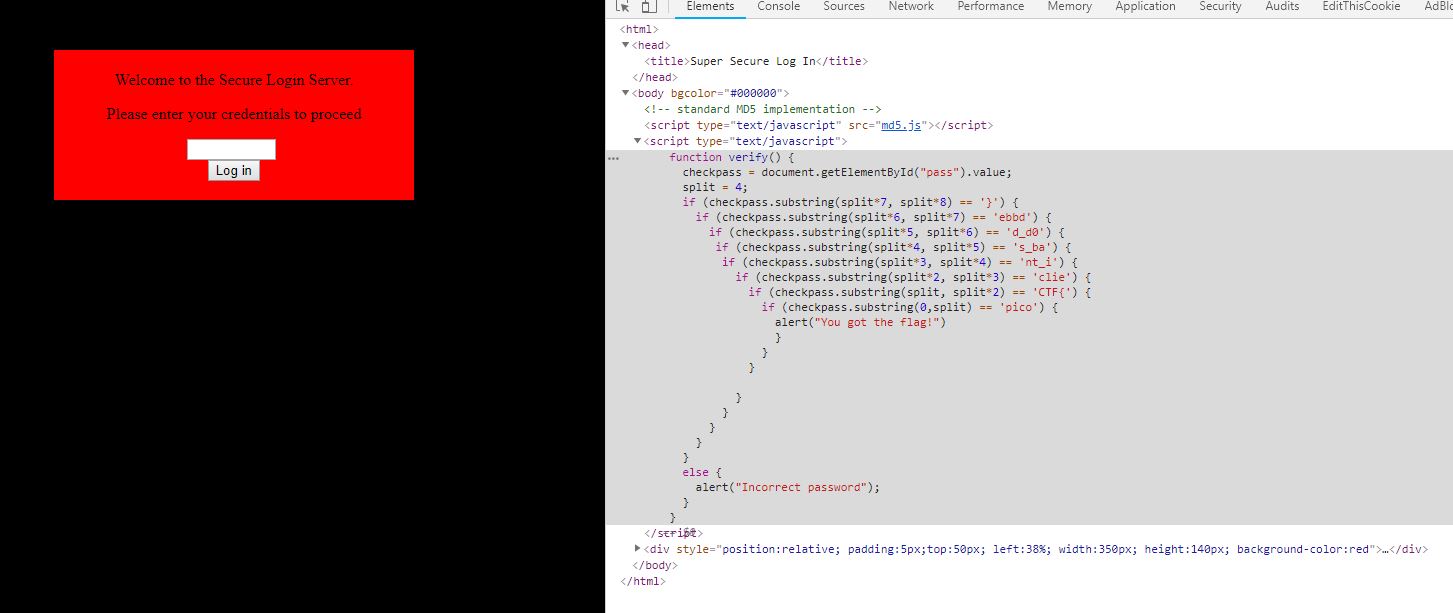 Welcome to the Secure Login Server.
Please enter your credentials to proceed
Log in
Elements Console Sources Network Performance Memory Application Security Audits EditThisCookie AdBlo
<html>
<head>
<title>Super Secure Log In</title>
</head>
<body bgcolor="#000000">
<!-- standard MD5 implementation -->
<script type="text/javascript" src="md5.js"></script>
<script type="text/javascript">
function verify() {
checkpass = document.getElementById("pass").value;
split = 4;
if (checkpass.substring(split*7, split*8) == '}') {
if (checkpass.substring(split*6, split*7) == 'ebbd') {
if (checkpass.substring(split*5, split*6) == 'd_d0') {
if (checkpass.substring(split*4, split*5) == 's_ba') {
if (checkpass.substring(split*3, split*4) == 'nt_i') {
if (checkpass.substring(split*2, split*3) == 'clie') {
if (checkpass.substring(split, split*2) == 'CTF{') {
if (checkpass.substring(0,split) == 'pico') {
alert("You got the flag!")
}
}
}
}
}
}
}
}
else {
alert("Incorrect password");
}
}
</script>
<div style="position:relative; padding:5px;top:50px; left:38%; width:350px; height:140px; background-color:red">…</div>
</body>
</html>